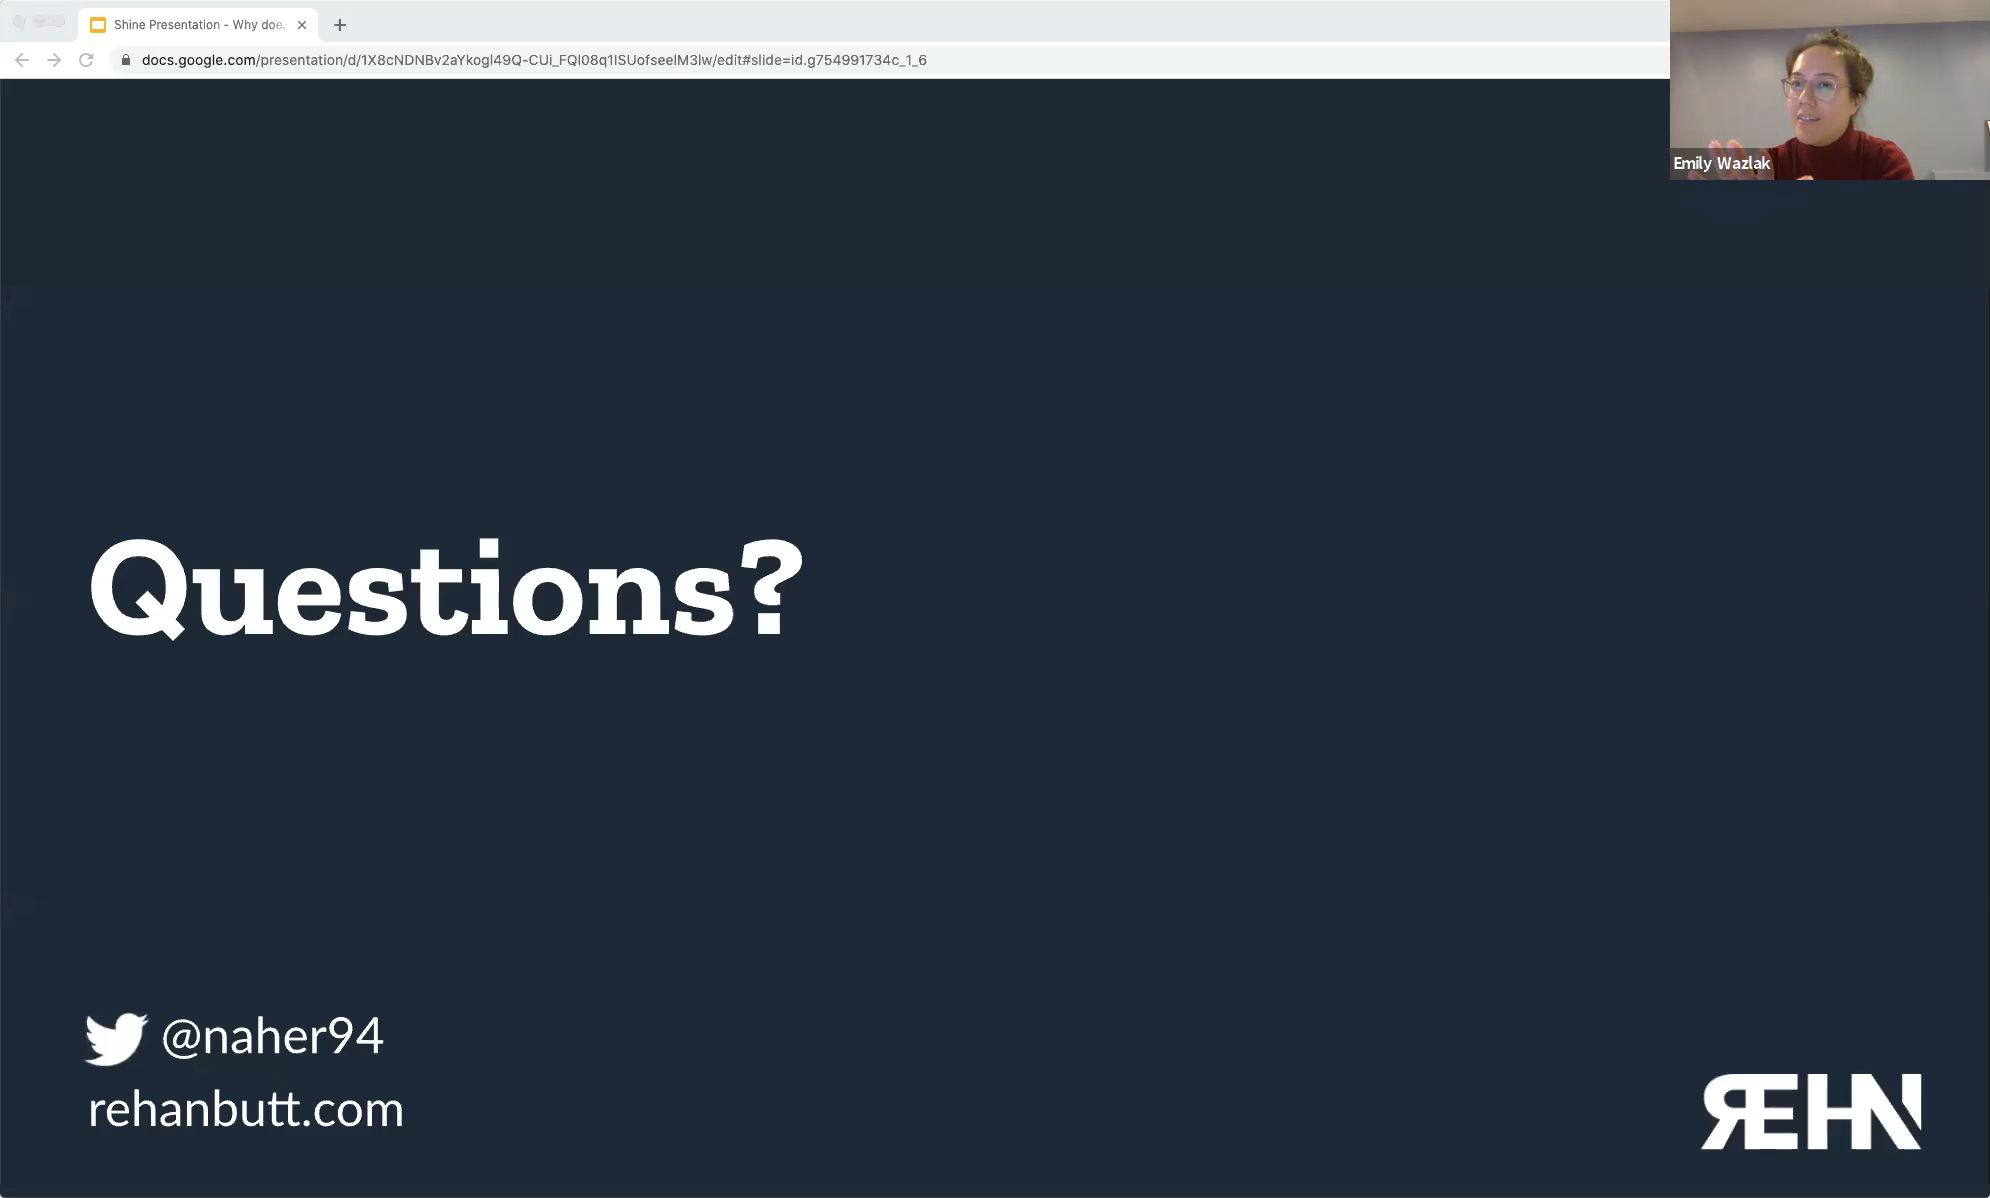 Shine Presentation - Why doe
docs.google.com/presentation/d/1X8cNDNBv2aYkogl49Q-CUi_FQl08q1lSUofseelM3lw/edit#slide=id.g754991734c_1_6
Emily Wazlak
Questions?
@naher94
rehanbutt.com
REHN